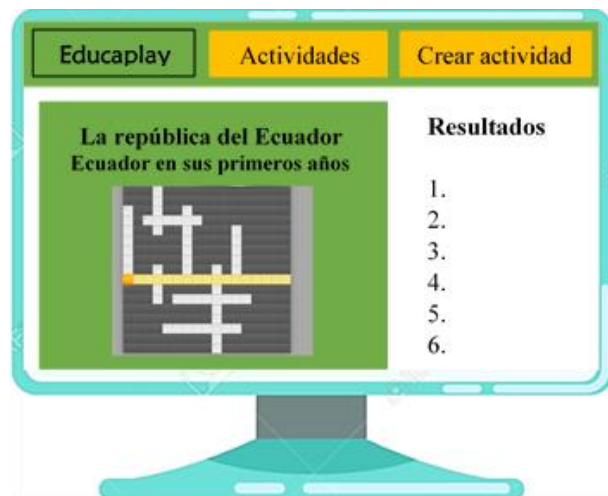 Educaplay
Actividades
Crear actividad
La república del Ecuador
Ecuador en sus primeros años
Resultados
1.
2.
3.
4.
5.
6.